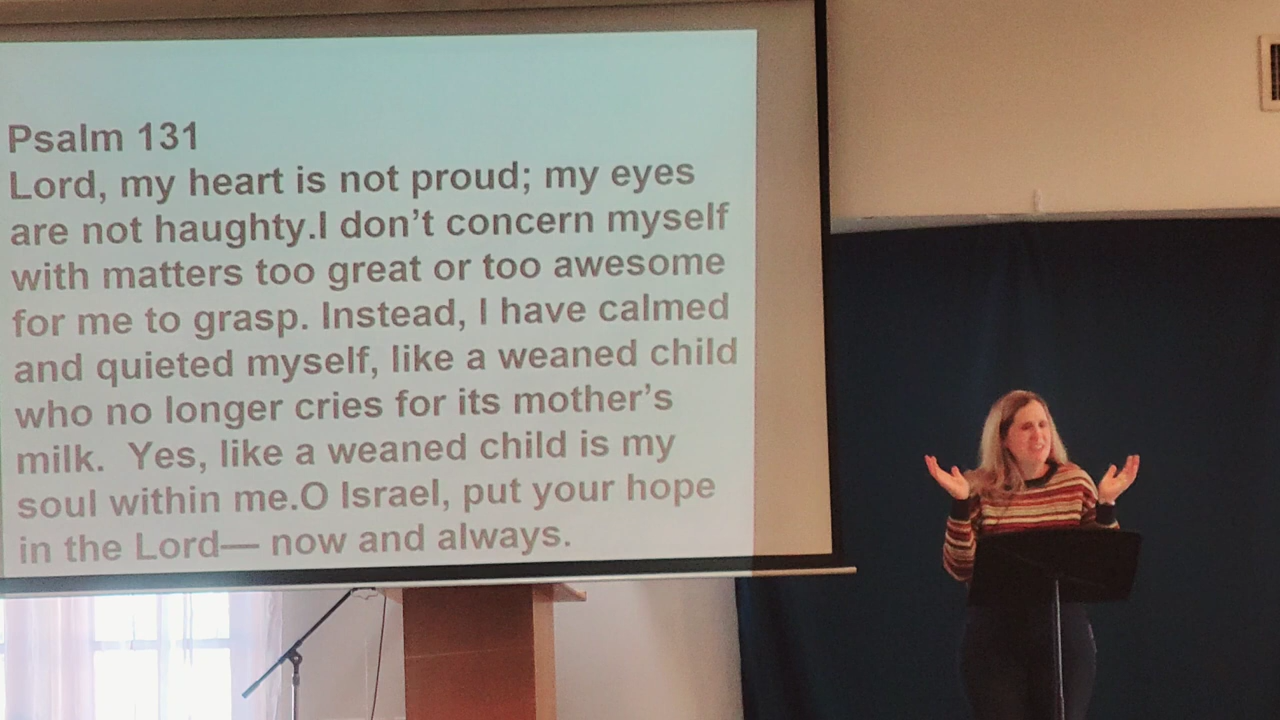 Psalm 131
Lord, my heart is not proud; my eyes
are not haughty.I don’t concern myself
with matters too great or too awesome
for me to grasp. Instead, I have calmed
and quieted myself, like a weaned child
who no longer cries for its mother’s
milk.  Yes, like a weaned child is my
soul within me.O Israel, put your hope
in the Lord— now and always.